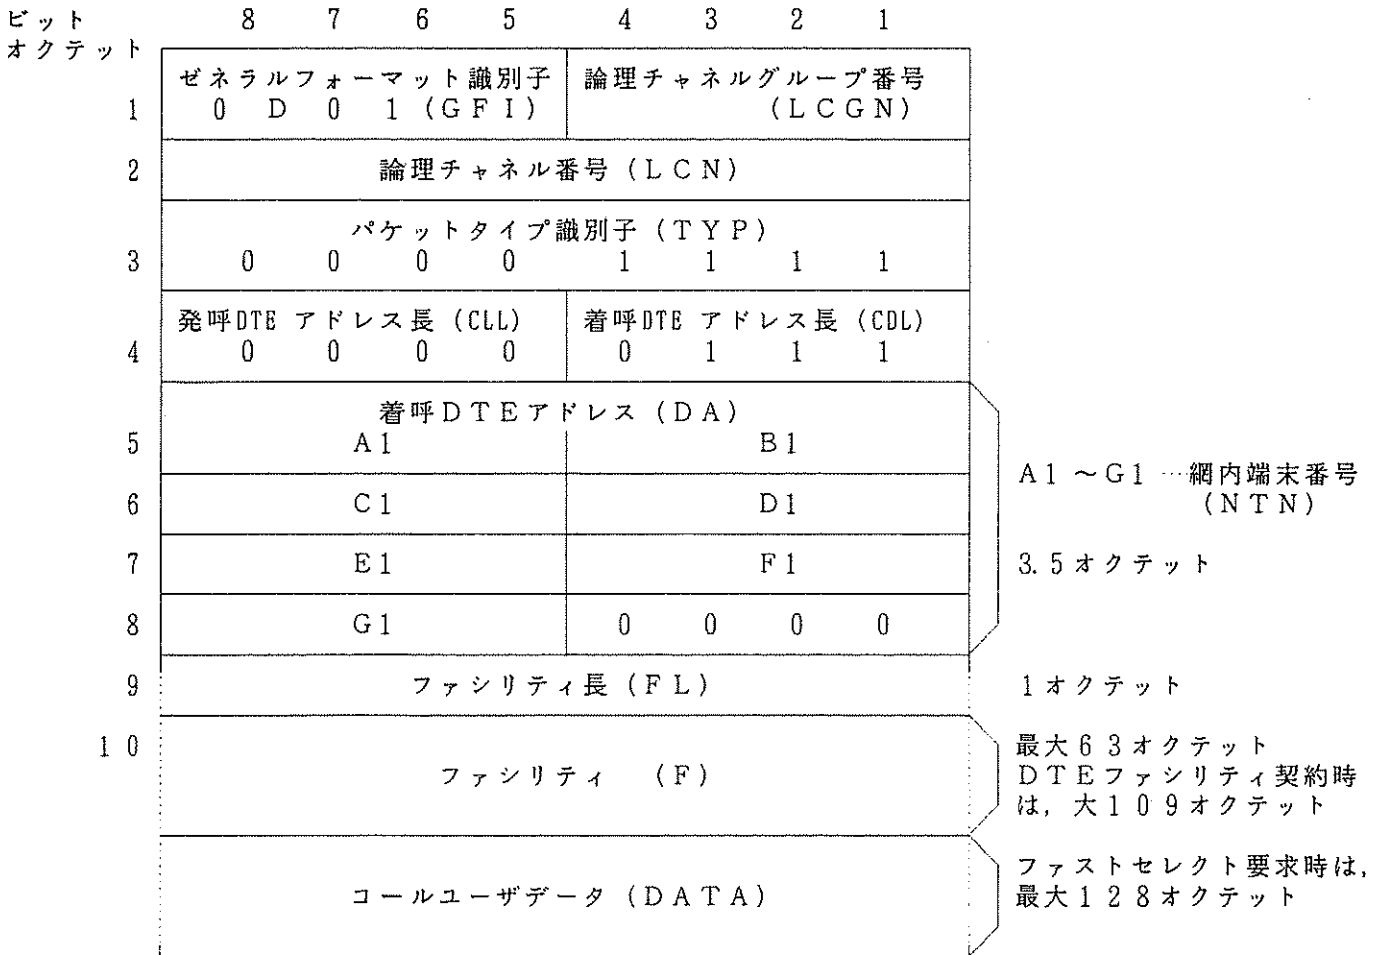 ビット 8 7 6 5 4 3 2 1
オクテット
ゼネラルフォーマット識別子 論理チャネルグループ番号
1 0 D 0 1 (GFI) (LCGN)
2 論理チャネル番号 (LCN)
パケットタイプ識別子 (TYP)
3 0 0 0 0 1 1 1 1
発呼DTE アドレス長 (CLL) 着呼DTE アドレス長 (CDL)
4 0 0 0 0 0 1 1 1
着呼DTEアドレス (DA)
5 A1 B1
A1 ～G1 …網内端末番号
6 C1 D1 (NTN)
7 E1 F1 3.5オクテット
8 G1 0 0 0 0
9 ファシリティ長 (FL) 1オクテット
10 最大63オクテット
ファシリティ (F) DTEファシリティ契約時
は, 大109オクテット
ファストセレクト要求時は,
コールユーザデータ (DATA) 最大128オクテット